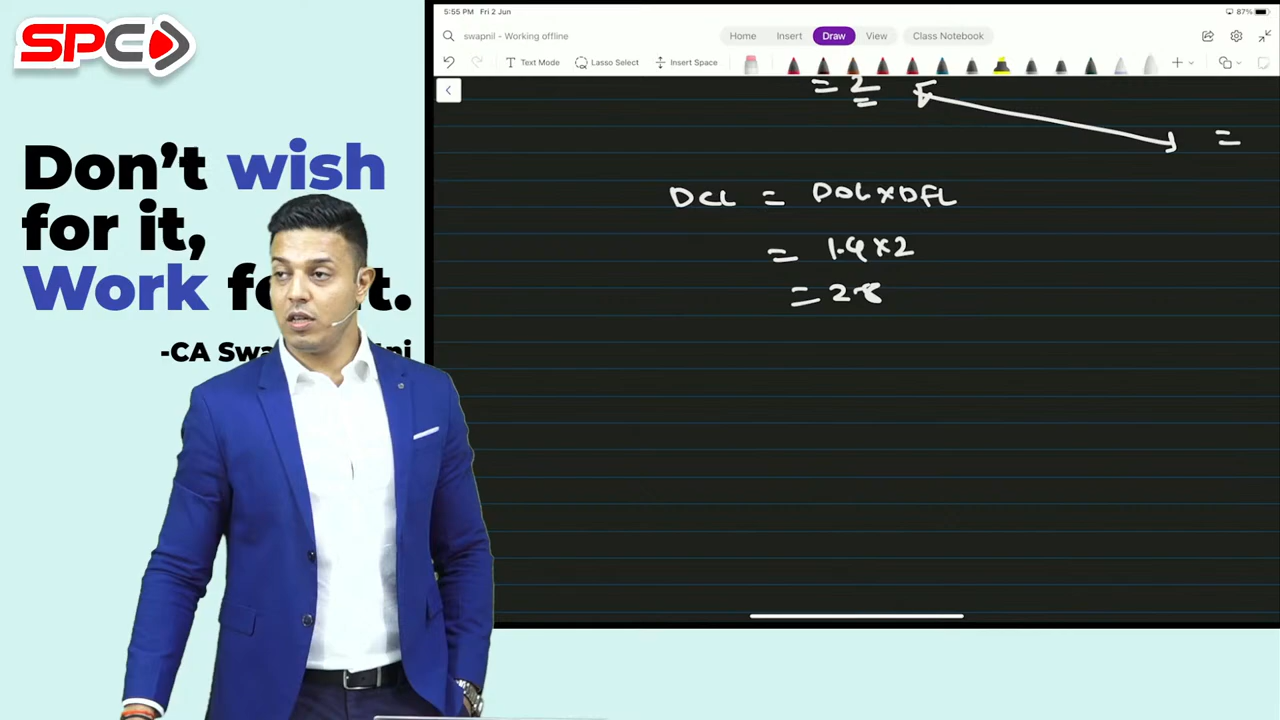 SPC
Don't wish
for it,
Work
-CA
5:55 PM Fri 2 Jun
87%
swapnil - Working offline
Home Insert Draw View Class Notebook
Text Mode Lasso Select Insert Space
= 2
=
DCL = DOL × DFL
= 1.4 × 2
= 2.8